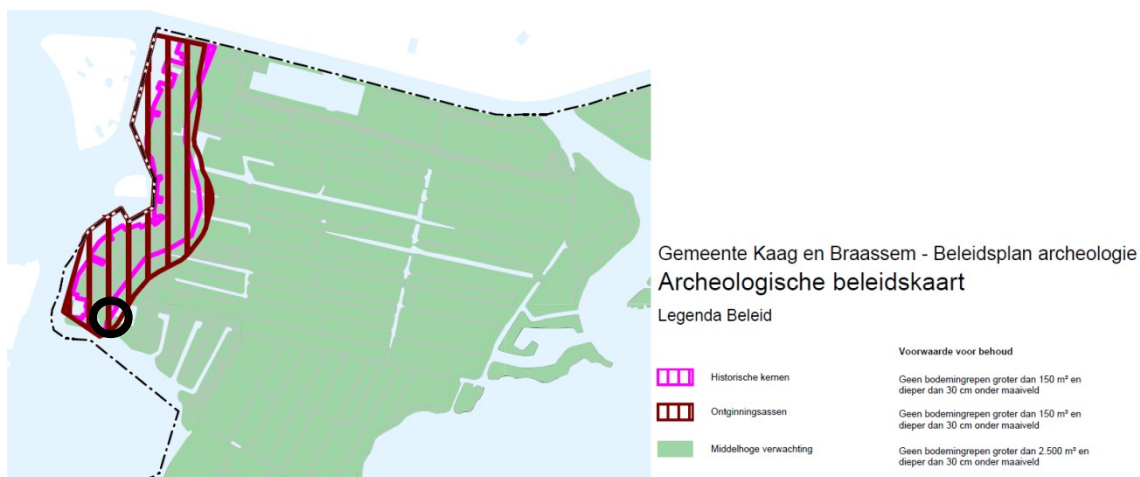 Gemeente Kaag en Braassem - Beleidsplan archeologie
Archeologische beleidskaart
Legenda Beleid
Voorwaarde voor behoud
Historische kernen
Geen bodemingrepen groter dan 150 m² en
dieper dan 30 cm onder maaiveld
Ontginningsassen
Geen bodemingrepen groter dan 150 m² en
dieper dan 30 cm onder maaiveld
Middelhoge verwachting
Geen bodemingrepen groter dan 2.500 m² en
dieper dan 30 cm onder maaiveld